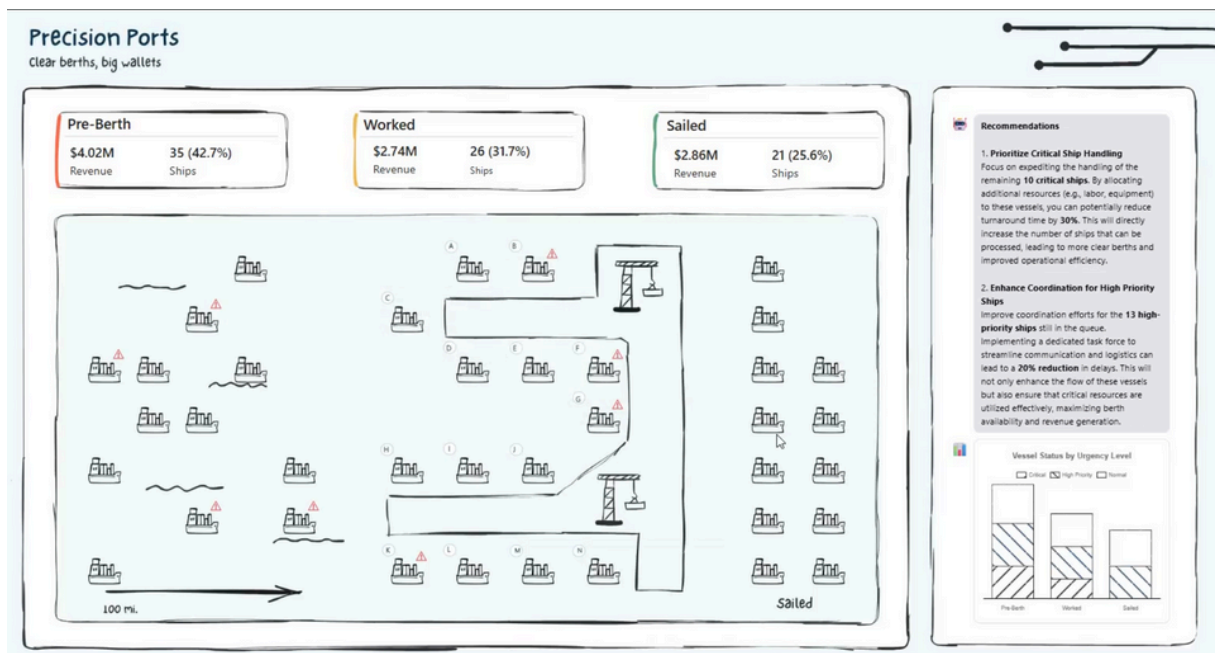 Precision Ports
Clear berths, big wallets
Pre-Berth
$4.02M 35 (42.7%)
Revenue Ships
Worked
$2.74M 26 (31.7%)
Revenue Ships
Sailed
$2.86M 21 (25.6%)
Revenue Ships
A B
C
D E F
G
H I J
K L M N
100 mi.
Sailed
Recommendations
1. Prioritize Critical Ship Handling
Focus on expediting the handling of the
remaining 10 critical ships. By allocating
additional resources (e.g., labor, equipment)
to these vessels, you can potentially reduce
turnaround time by 30%. This will directly
increase the number of ships that can be
processed, leading to more clear berths and
improved operational efficiency.
2. Enhance Coordination for High Priority
Ships
Improve coordination efforts for the 13 high-
priority ships still in the queue.
Implementing a dedicated task force to
streamline communication and logistics can
lead to a 20% reduction in delays. This will
not only enhance the flow of these vessels
but also ensure that critical resources are
utilized effectively, maximizing berth
availability and revenue generation.
Vessel Status by Urgency Level
Critical High Priority Normal
Pre-Berth Worked Sailed